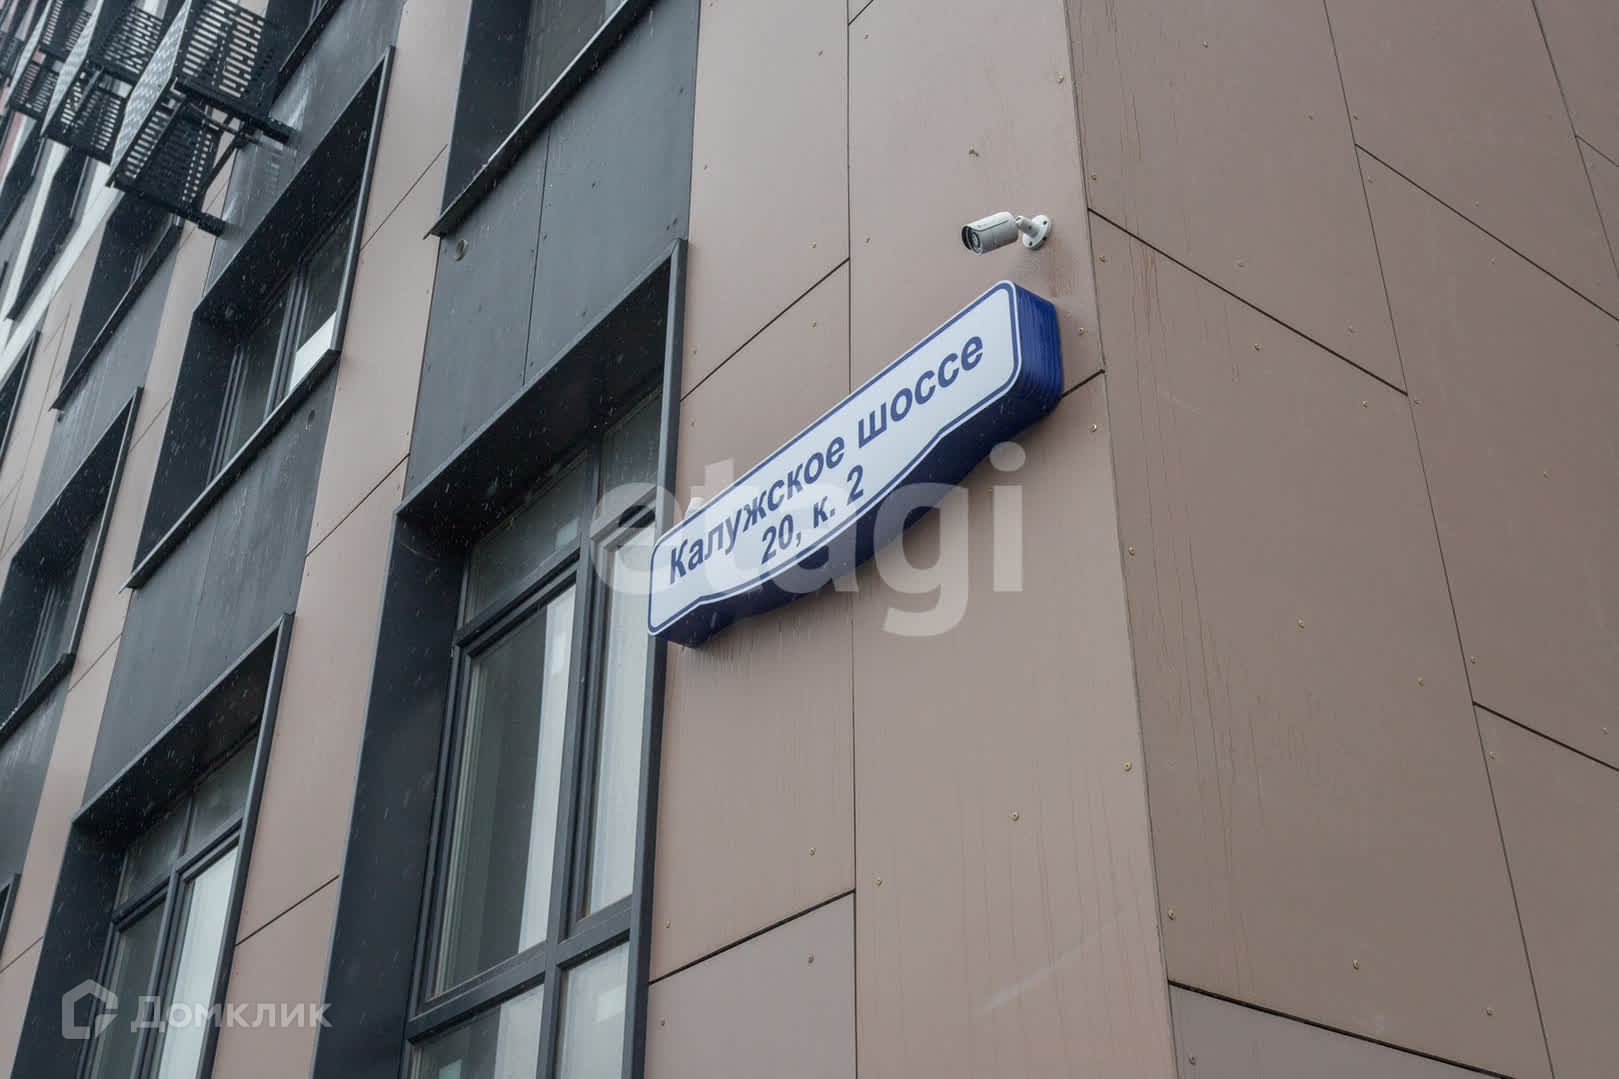 Калужское шоссе
20, к. 2
etagi
Домклик